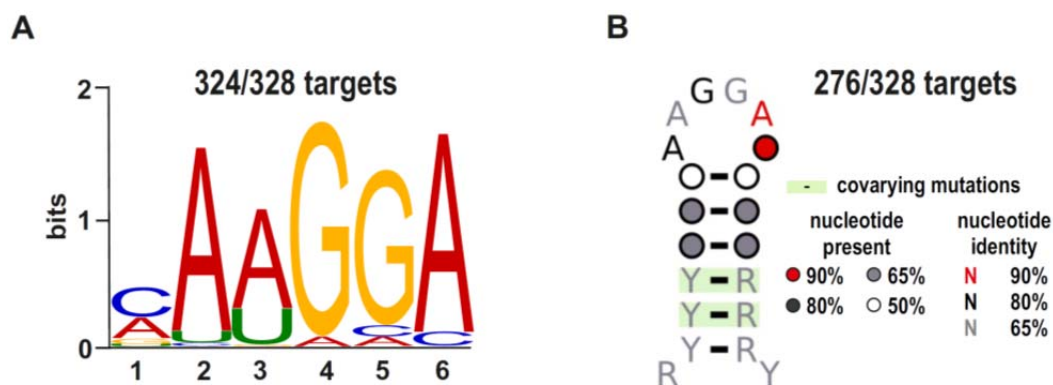 A
324/328 targets
2
1
0
bits
C A A G G A
A U U A C C
G C A
1 2 3 4 5 6
B
276/328 targets
G G
A A
A
- covarying mutations
nucleotide present
nucleotide identity
90% 65% N 90%
80% 50% N 80%
N 65%
Y - R
Y - R
Y - R
R Y